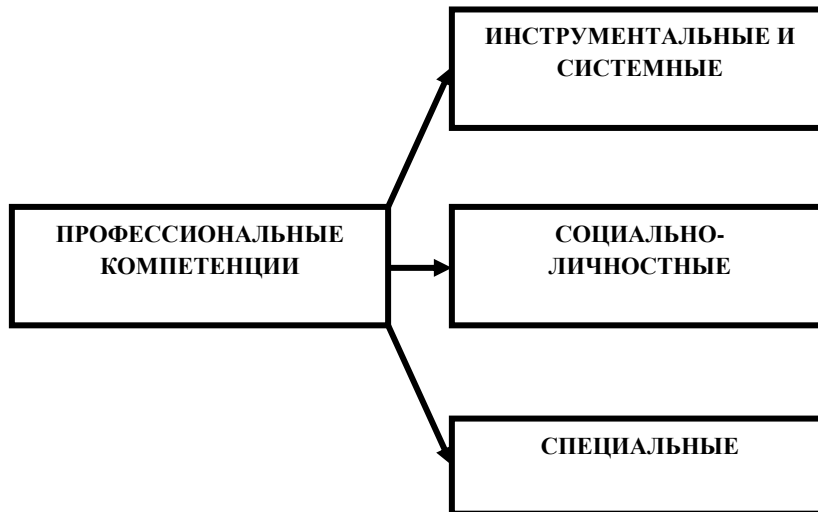 ИНСТРУМЕНТАЛЬНЫЕ И
СИСТЕМНЫЕ
ПРОФЕССИОНАЛЬНЫЕ
КОМПЕТЕНЦИИ
СОЦИАЛЬНО-
ЛИЧНОСТНЫЕ
СПЕЦИАЛЬНЫЕ